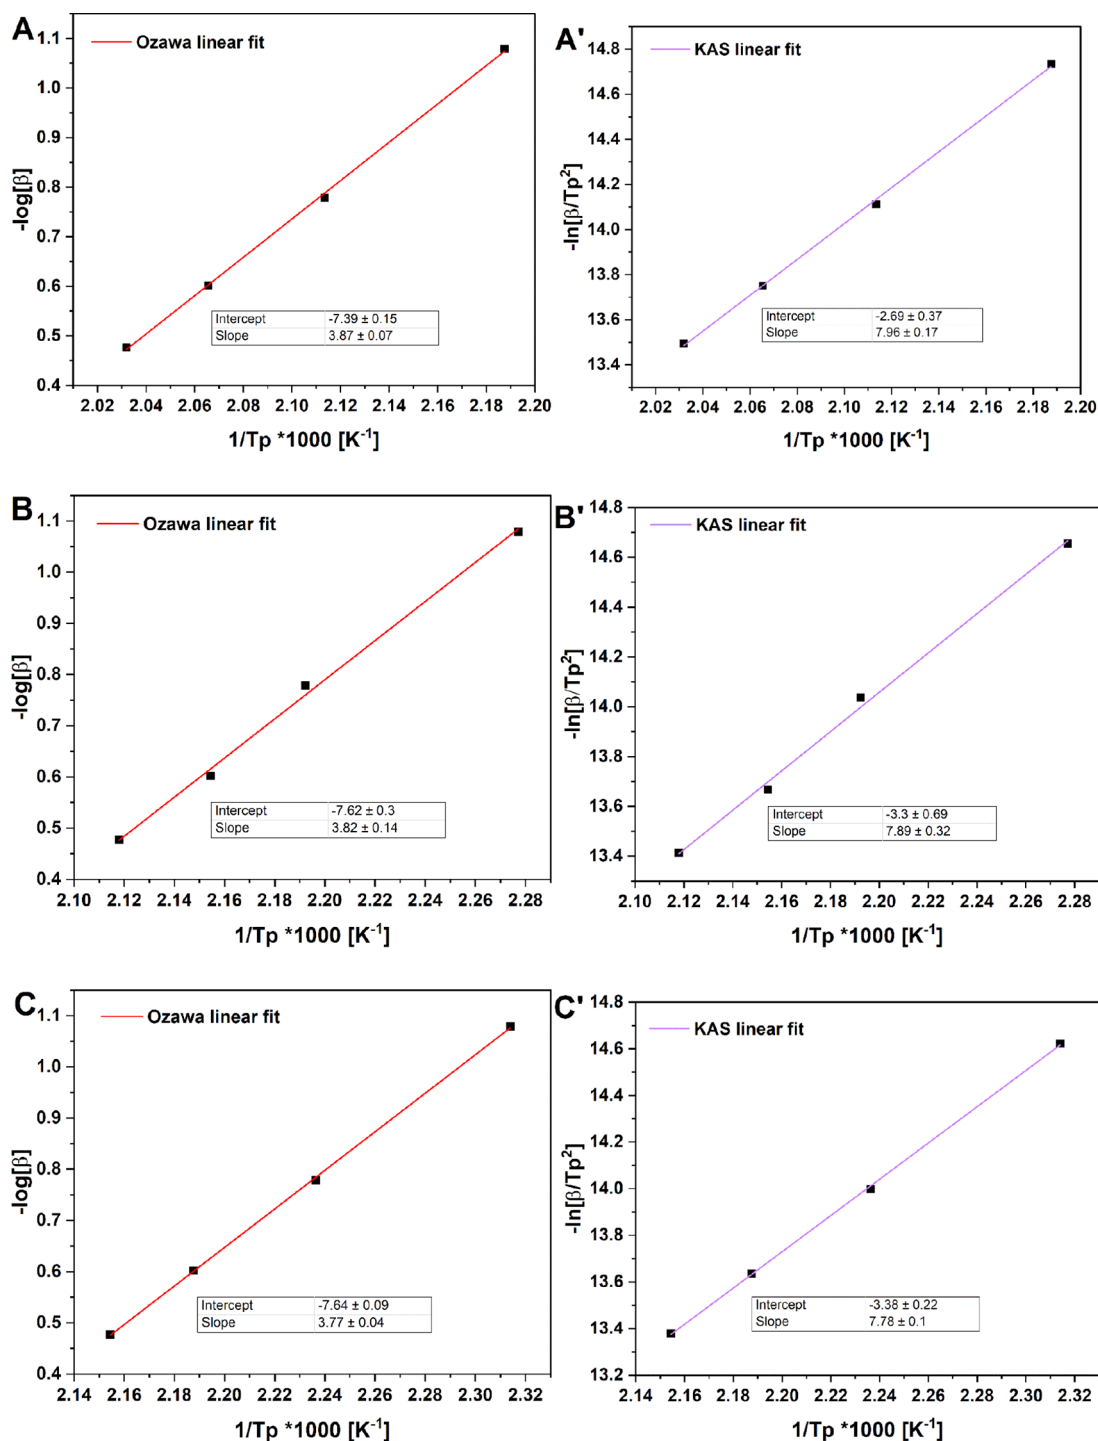 A
Ozawa linear fit
1.1
1.0
0.9
0.8
0.7
0.6
0.5
0.4
-log[β]
Intercept -7.39 ± 0.15
Slope 3.87 ± 0.07
2.02 2.04 2.06 2.08 2.10 2.12 2.14 2.16 2.18 2.20
1/Tp *1000 [K⁻¹]
A'
KAS linear fit
14.8
14.6
14.4
14.2
14.0
13.8
13.6
13.4
-ln[β/Tp²]
Intercept -2.69 ± 0.37
Slope 7.96 ± 0.17
2.02 2.04 2.06 2.08 2.10 2.12 2.14 2.16 2.18 2.20
1/Tp *1000 [K⁻¹]
B
Ozawa linear fit
1.1
1.0
0.9
0.8
0.7
0.6
0.5
0.4
-log[β]
Intercept -7.62 ± 0.3
Slope 3.82 ± 0.14
2.10 2.12 2.14 2.16 2.18 2.20 2.22 2.24 2.26 2.28
1/Tp *1000 [K⁻¹]
B'
KAS linear fit
14.8
14.6
14.4
14.2
14.0
13.8
13.6
13.4
-ln[β/Tp²]
Intercept -3.3 ± 0.69
Slope 7.89 ± 0.32
2.10 2.12 2.14 2.16 2.18 2.20 2.22 2.24 2.26 2.28
1/Tp *1000 [K⁻¹]
C
Ozawa linear fit
1.1
1.0
0.9
0.8
0.7
0.6
0.5
0.4
-log[β]
Intercept -7.64 ± 0.09
Slope 3.77 ± 0.04
2.14 2.16 2.18 2.20 2.22 2.24 2.26 2.28 2.30 2.32
1/Tp *1000 [K⁻¹]
C'
KAS linear fit
14.8
14.6
14.4
14.2
14.0
13.8
13.6
13.4
13.2
-ln[β/Tp²]
Intercept -3.38 ± 0.22
Slope 7.78 ± 0.1
2.14 2.16 2.18 2.20 2.22 2.24 2.26 2.28 2.30 2.32
1/Tp *1000 [K⁻¹]